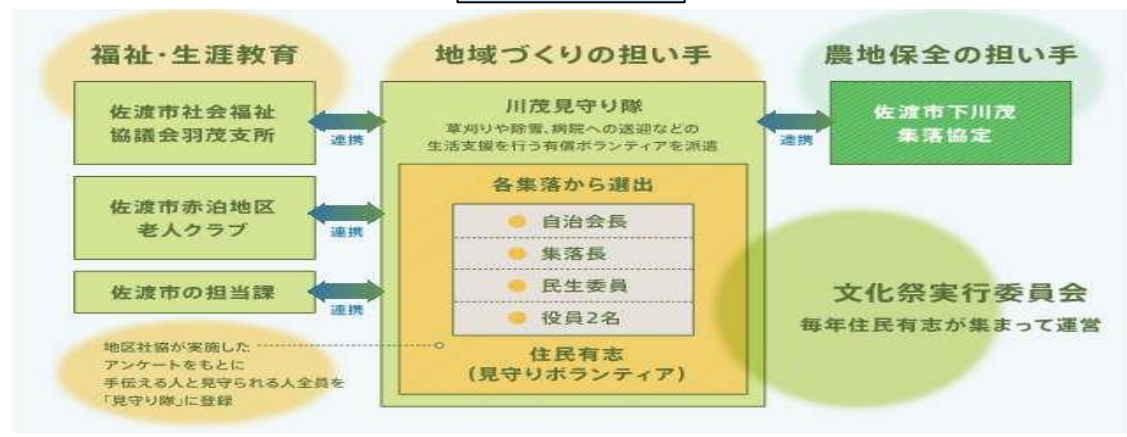 福祉・生涯教育
佐渡市社会福祉
協議会羽茂支所
連携
佐渡市赤泊地区
老人クラブ
連携
佐渡市の担当課
連携
地区社協が実施した
アンケートをもとに
手伝える人と見守られる人全員を
「見守り隊」に登録
地域づくりの担い手
川茂見守り隊
草刈りや除雪、病院への送迎などの
生活支援を行う有償ボランティアを派遣
各集落から選出
自治会長
集落長
民生委員
役員2名
住民有志
(見守りボランティア)
連携
農地保全の担い手
佐渡市下川茂
集落協定
文化祭実行委員会
毎年住民有志が集まって運営